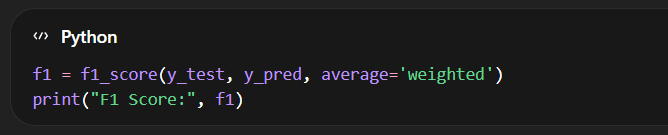 Python
f1 = f1_score(y_test, y_pred, average='weighted')
print("F1 Score:", f1)